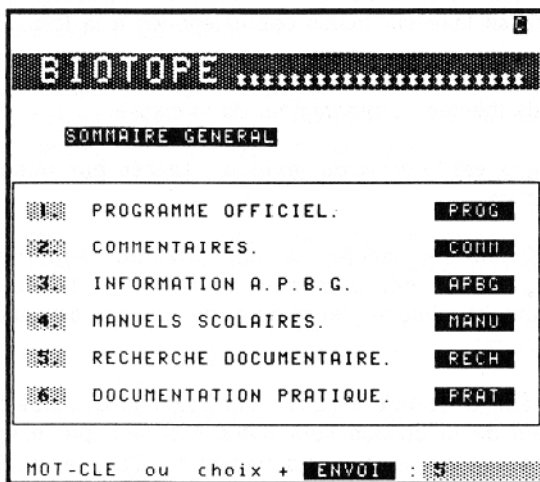 C
BIOTOPE
SOMMAIRE GENERAL
1. PROGRAMME OFFICIEL. PROG
2. COMMENTAIRES. COMM
3. INFORMATION A.P.B.G. APBG
4. MANUELS SCOLAIRES. MANU
5. RECHERCHE DOCUMENTAIRE. RECH
6. DOCUMENTATION PRATIQUE. PRAT
MOT-CLE ou choix + ENVOI : 5